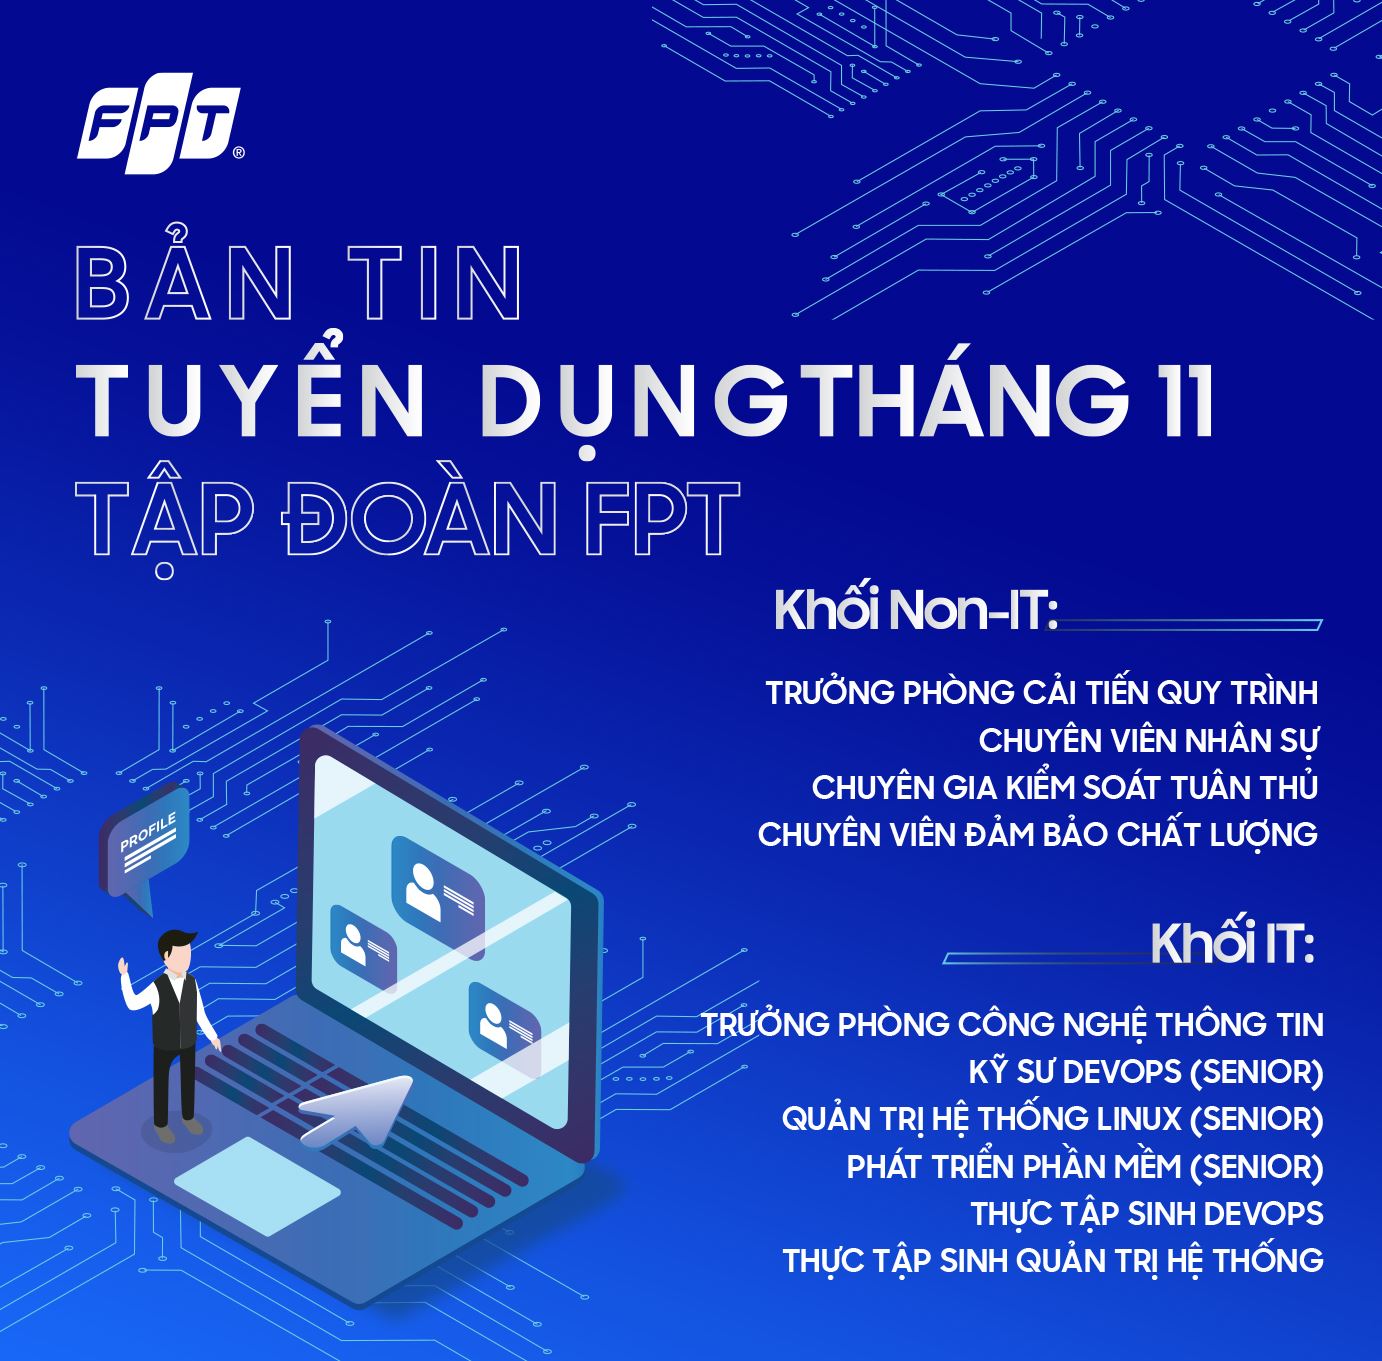 FPT®
BẢN TIN
TUYỂN DỤNG THÁNG 11
TẬP ĐOÀN FPT
Khối Non-IT:
TRƯỞNG PHÒNG CẢI TIẾN QUY TRÌNH
CHUYÊN VIÊN NHÂN SỰ
CHUYÊN GIA KIỂM SOÁT TUÂN THỦ
CHUYÊN VIÊN ĐẢM BẢO CHẤT LƯỢNG
PROFILE
Khối IT:
TRƯỞNG PHÒNG CÔNG NGHỆ THÔNG TIN
KỸ SƯ DEVOPS (SENIOR)
QUẢN TRỊ HỆ THỐNG LINUX (SENIOR)
PHÁT TRIỂN PHẦN MỀM (SENIOR)
THỰC TẬP SINH DEVOPS
THỰC TẬP SINH QUẢN TRỊ HỆ THỐNG